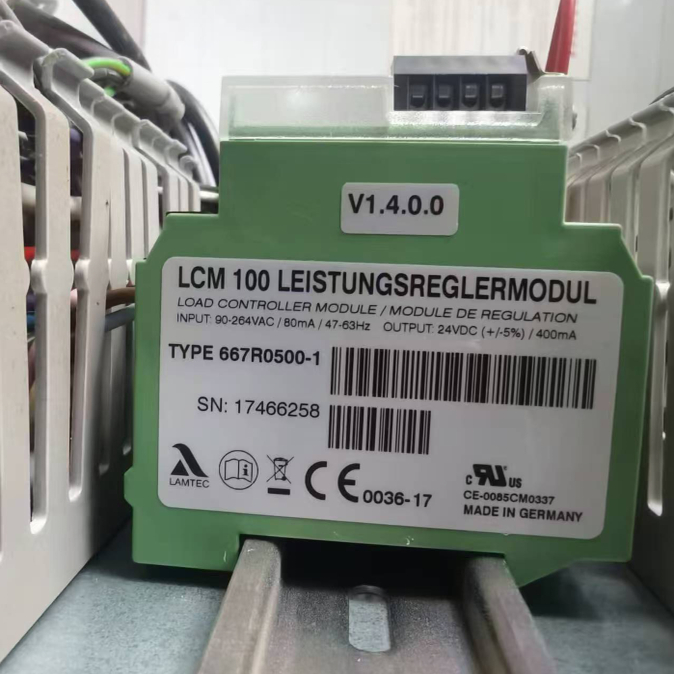 V1.4.0.0
LCM 100 LEISTUNGSREGLERMODUL
LOAD CONTROLLER MODULE / MODULE DE REGULATION
INPUT: 90-264VAC / 80mA / 47-63Hz OUTPUT: 24VDC (+/-5%) / 400mA
TYPE 667R0500-1
SN: 17466258
LAMTEC
CE 0036-17
c RU US
CE-0085CM0337
MADE IN GERMANY